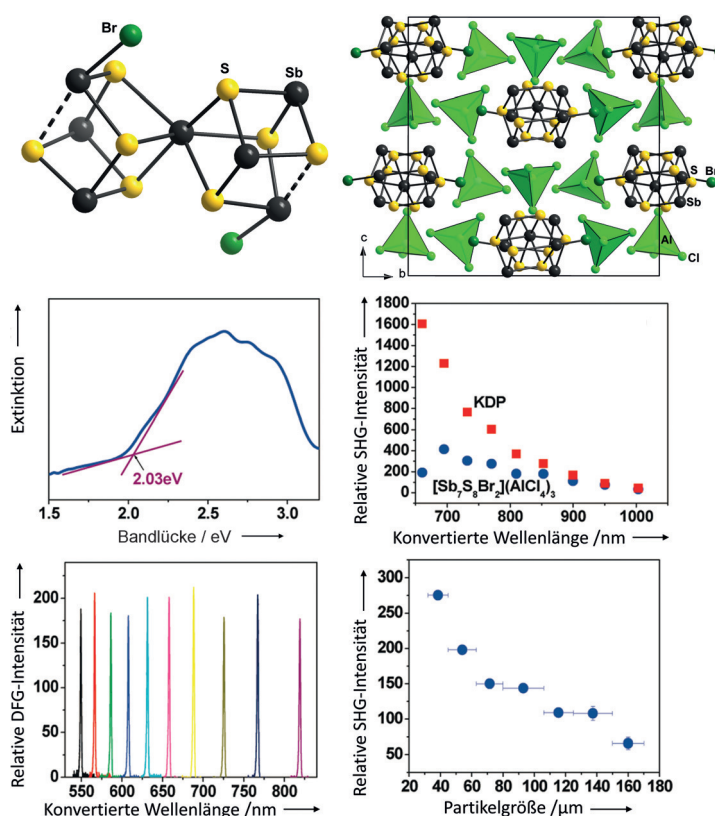 Br
S
Sb
S
Br
Sb
Al
Cl
c
b
Extinktion
2.03eV
1.5 2.0 2.5 3.0
Bandlücke / eV
Relative SHG-Intensität
1800
1600
1400
1200
1000
800
600
400
200
0
KDP
[Sb₇S₈Br₂](AlCl₄)₃
700 800 900 1000
Konvertierte Wellenlänge /nm
Relative DFG-Intensität
200
150
100
50
0
550 600 650 700 750 800
Konvertierte Wellenlänge /nm
Relative SHG-Intensität
300
250
200
150
100
50
20 40 60 80 100 120 140 160 180
Partikelgröße /µm